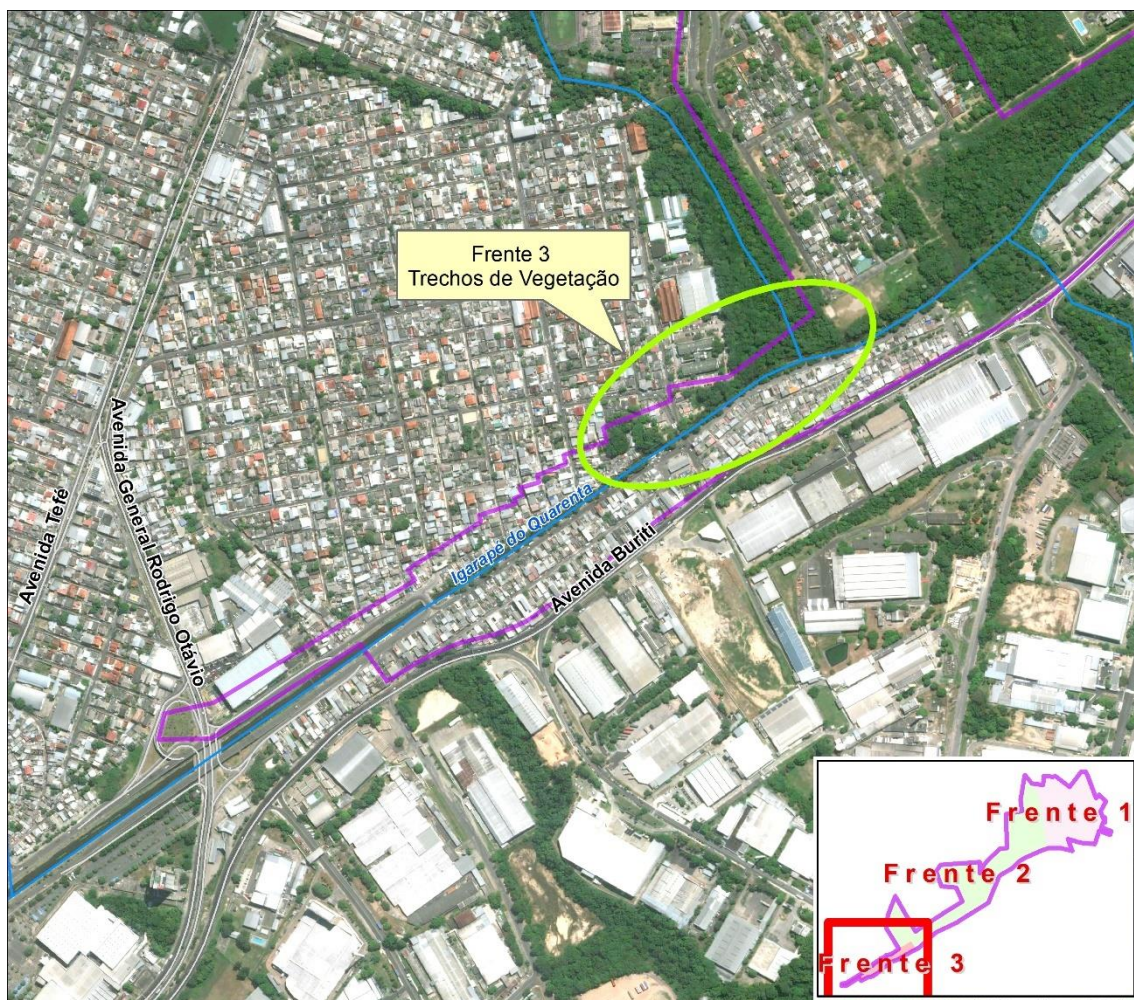 Frente 3
Trechos de Vegetação
Avenida Tefé
Avenida General Rodrigo Otávio
Igarapé do Quarenta
Avenida Buriti
Frente 1
Frente 2
Frente 3